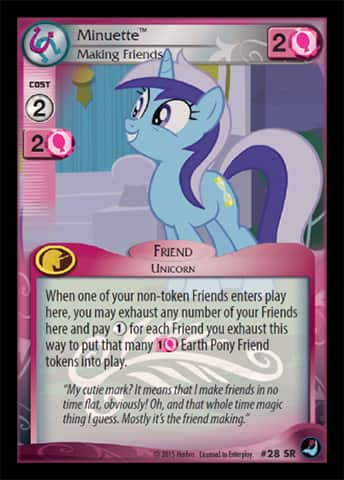 Minuette™
Making Friends
2
COST
2
2
FRIEND
UNICORN
When one of your non-token Friends enters play
here, you may exhaust any number of your Friends
here and pay 1 for each Friend you exhaust this
way to put that many 1 Earth Pony Friend
tokens into play.
“My cutie mark? It means that I make friends in no
time flat, obviously! Oh, and that whole time magic
thing I guess. Mostly it’s the friend making.”
© 2015 Hasbro. Licensed to Enterplay.
#28 SR